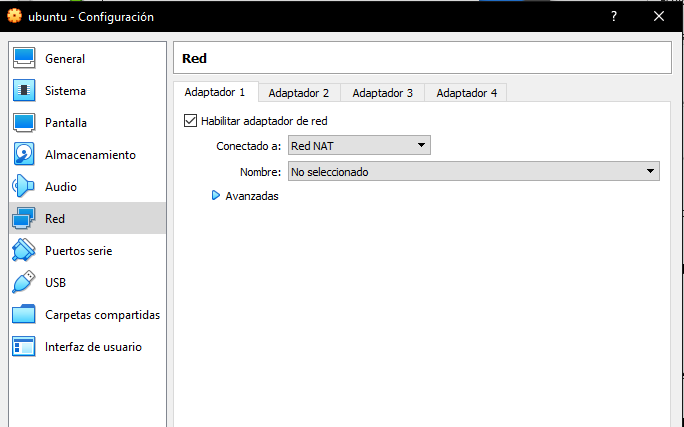 ubuntu - Configuración
?
General
Sistema
Pantalla
Almacenamiento
Audio
Red
Puertos serie
USB
Carpetas compartidas
Interfaz de usuario
Red
Adaptador 1 Adaptador 2 Adaptador 3 Adaptador 4
Habilitar adaptador de red
Conectado a: Red NAT
Nombre: No seleccionado
Avanzadas